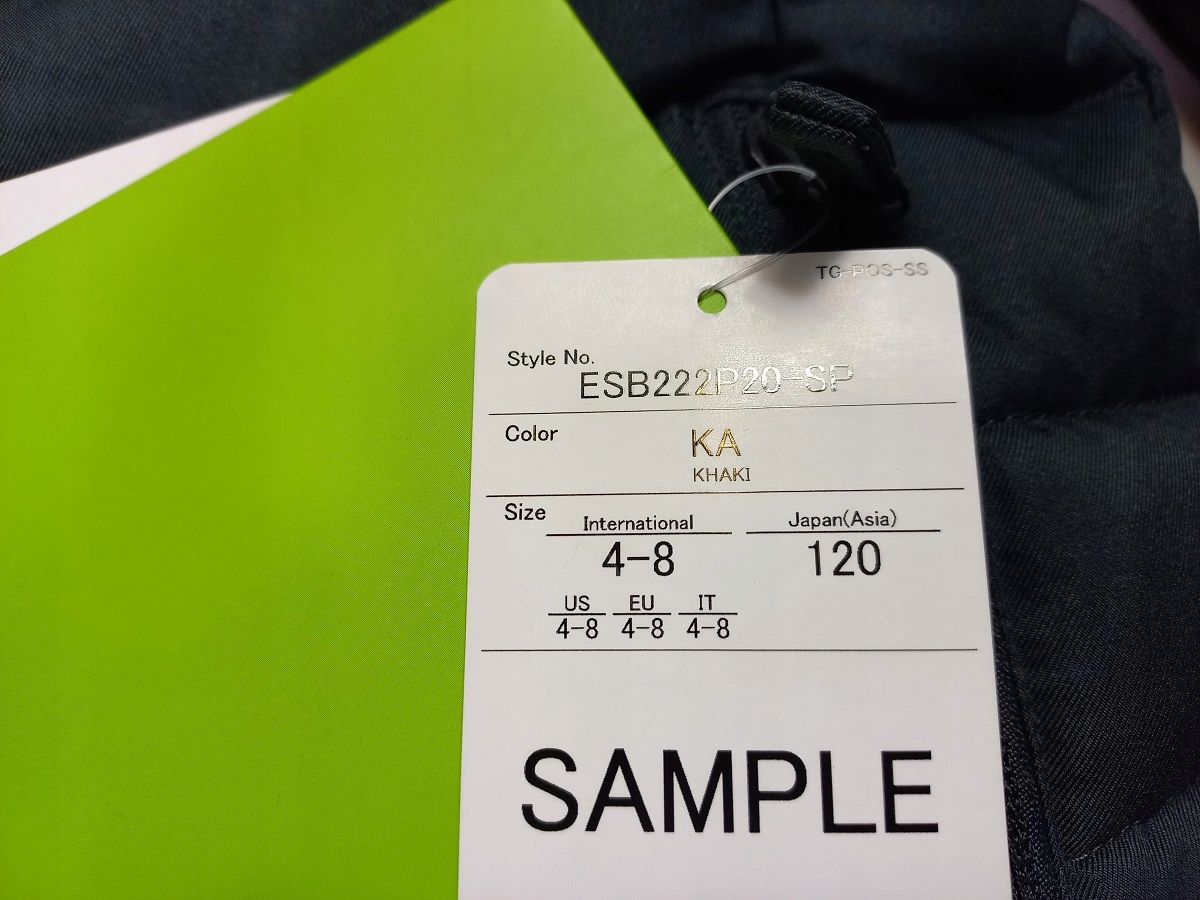 TG-POS-SS
Style No.
ESB222P20-SP
Color
KA
KHAKI
Size
International Japan(Asia)
4-8 120
US EU IT
4-8 4-8 4-8
SAMPLE